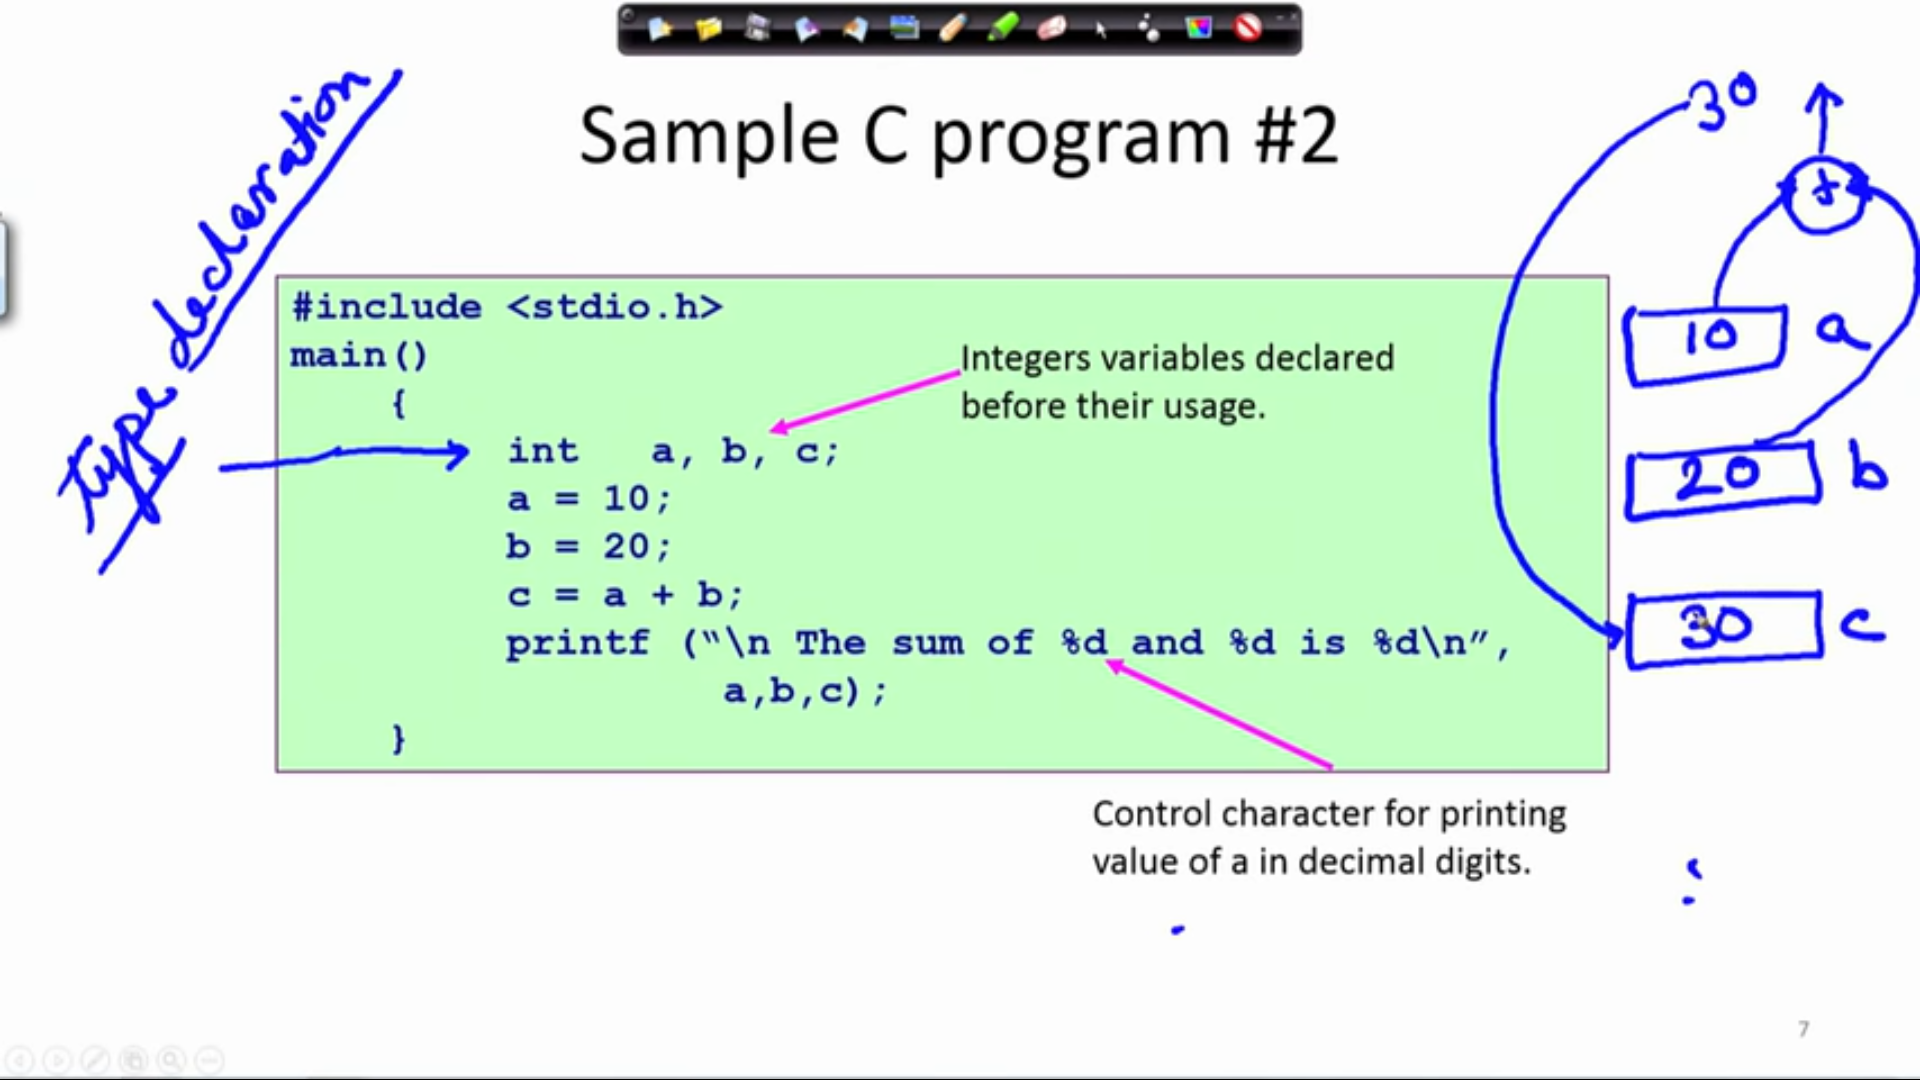 Sample C program #2
Type declaration
#include <stdio.h>
main()
{
int a, b, c;
a = 10;
b = 20;
c = a + b;
printf ("\n The sum of %d and %d is %d\n",
a,b,c);
}
Integers variables declared
before their usage.
Control character for printing
value of a in decimal digits.
30
+
10 a
20 b
30 c
7